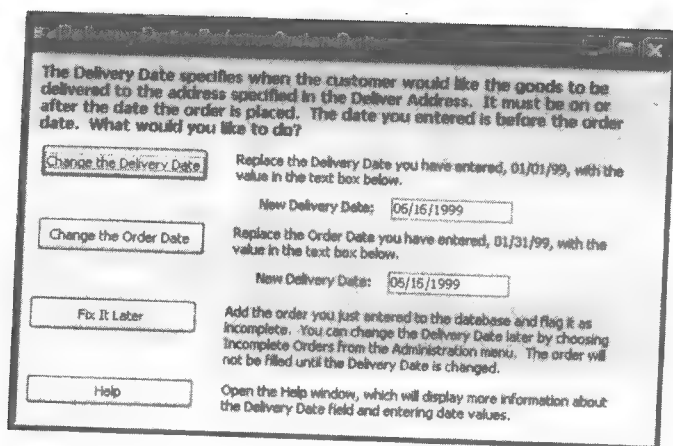 The Delivery Date specifies when the customer would like the goods to be
delivered to the address specified in the Deliver Address. It must be on or
after the date the order is placed. The date you entered is before the order
date. What would you like to do?
Change the Delivery Date
Replace the Delivery Date you have entered, 01/01/99, with the
value in the text box below.
New Delivery Date: 06/16/1999
Change the Order Date
Replace the Order Date you have entered, 01/31/99, with the
value in the text box below.
New Delivery Date:
Fix It Later
Add the order you just entered to the database and flag it as
incomplete. You can change the Delivery Date later by choosing
Incomplete Orders from the Administration menu. The order will
not be filled until the Delivery Date is changed.
Help
Open the Help window, which will display more information about
the Delivery Date field and entering date values.